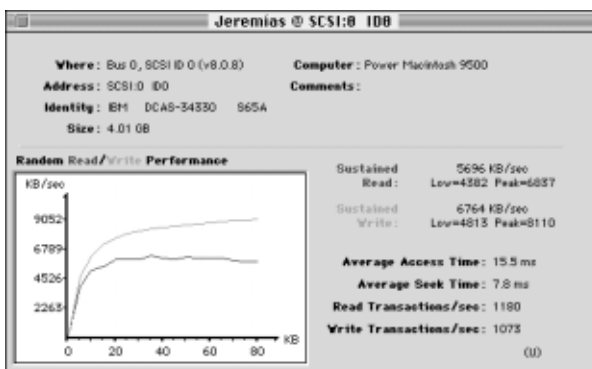 Jeremias @ SCSI:0 ID0
Where: Bus 0, SCSI ID 0 (v8.0.8)
Computer: Power Macintosh 9500
Address: SCSI:0 ID0
Comments:
Identity: IBM DCAS-34330 S65A
Size: 4.01 GB
Random Read/Write Performance
KB/sec
9052
6789
4526
2263
0 20 40 60 80 KB
Sustained Read: 5696 KB/sec
Low=4382 Peak=6837
Sustained Write: 6764 KB/sec
Low=4813 Peak=8110
Average Access Time: 15.5 ms
Average Seek Time: 7.8 ms
Read Transactions/sec: 1180
Write Transactions/sec: 1073
(U)